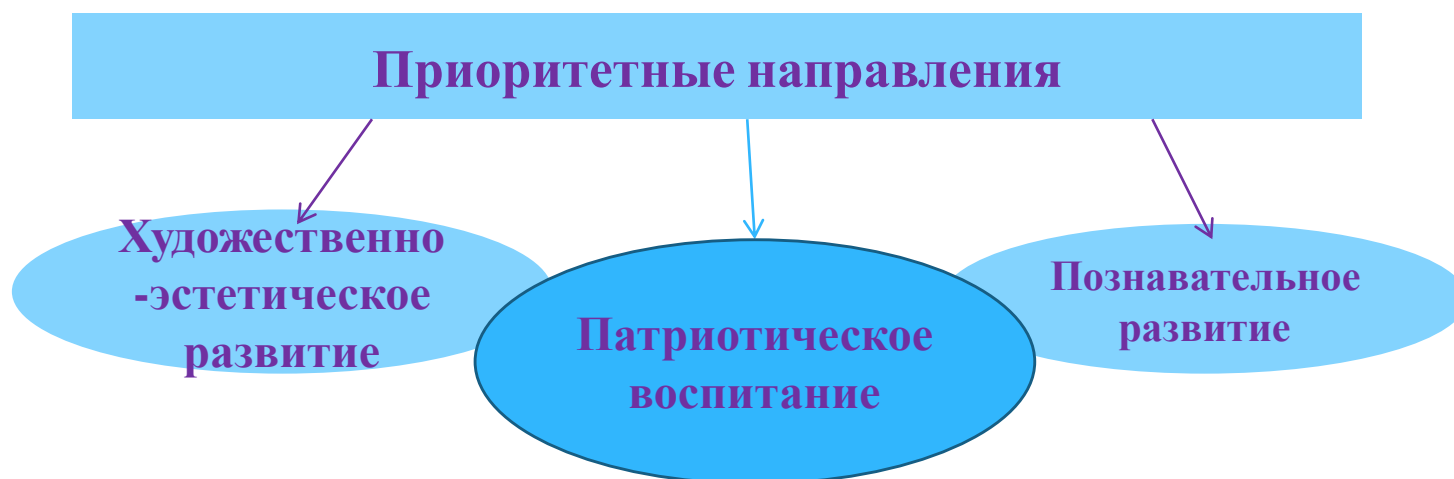 Приоритетные направления
Художественно
-эстетическое
развитие
Патриотическое
воспитание
Познавательное
развитие